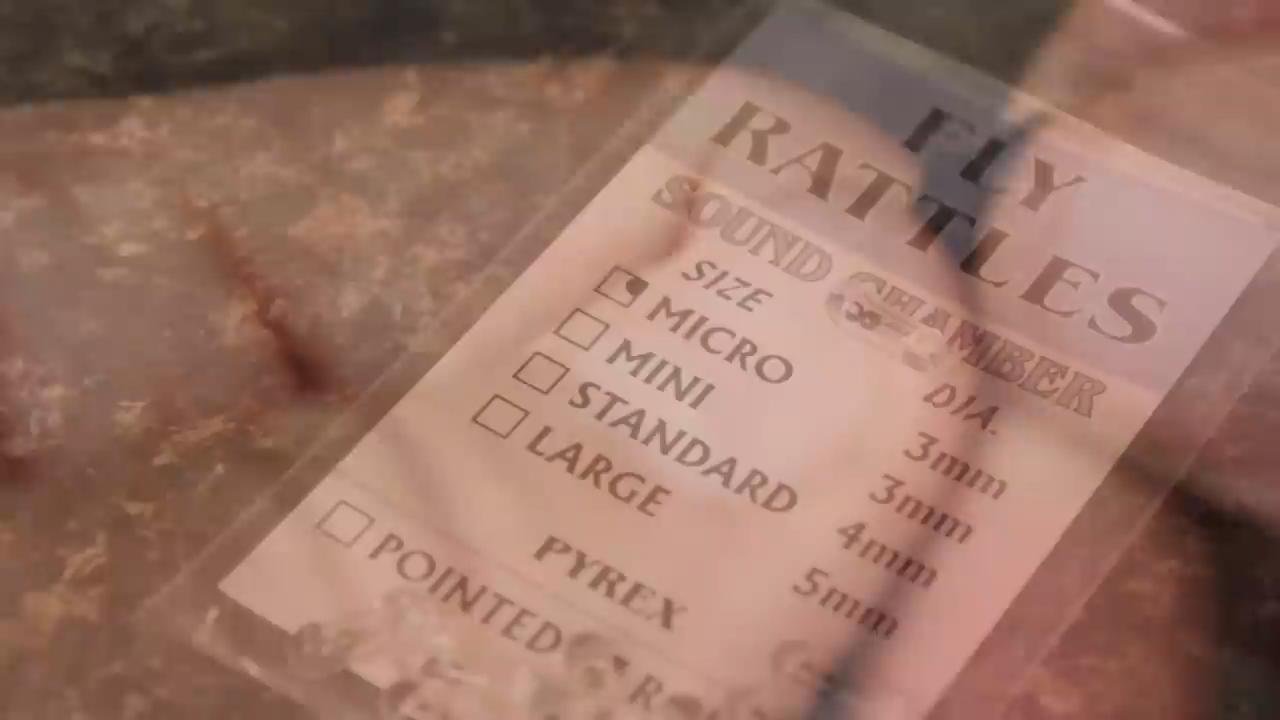 FLY
RATTLES
SOUND CHAMBER
SIZE DIA.
MICRO 3mm
MINI 3mm
STANDARD 4mm
LARGE 5mm
PYREX
POINTED